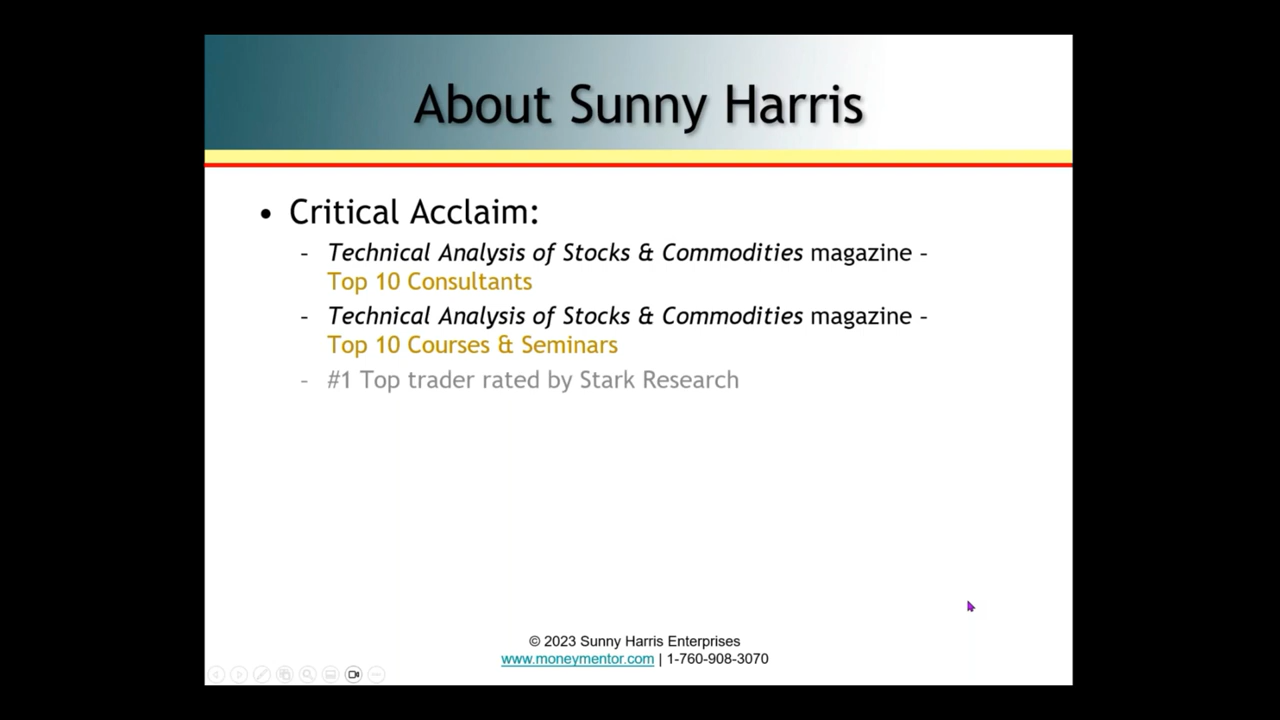 About Sunny Harris
• Critical Acclaim:
– Technical Analysis of Stocks & Commodities magazine –
Top 10 Consultants
– Technical Analysis of Stocks & Commodities magazine –
Top 10 Courses & Seminars
– #1 Top trader rated by Stark Research
© 2023 Sunny Harris Enterprises
www.moneymentor.com | 1-760-908-3070